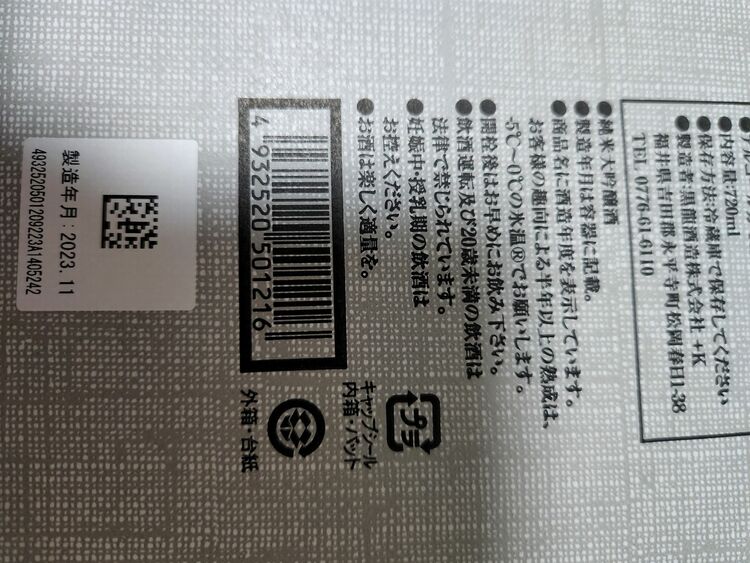 ●内容量:720ml
●保存方法:冷蔵庫で保存してください
●製造者:黒龍酒造株式会社 +K
福井県吉田郡永平寺町松岡春日1-38
TEL 0776-61-6110
●純米大吟醸酒
●製造年月は容器に記載。
●商品名に酒造年度を表示しています。
お客様の趣向による半年以上の熟成は、
-5℃〜0℃の氷温®でお願いします。
●開栓後はお早めにお飲み下さい。
●飲酒運転及び20歳未満の飲酒は
法律で禁じられています。
●妊娠中・授乳期の飲酒は
お控えください。
●お酒は楽しく適量を。
4 932520 501216
プラ
キャップシール
内箱・パット
紙
外箱・台紙
製造年月:2023.11